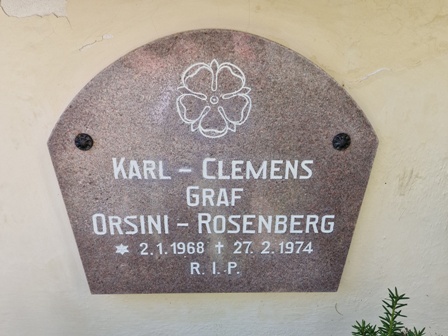 KARL - CLEMENS
GRAF
ORSINI - ROSENBERG
* 2.1.1968 † 27.2.1974
R.I.P.